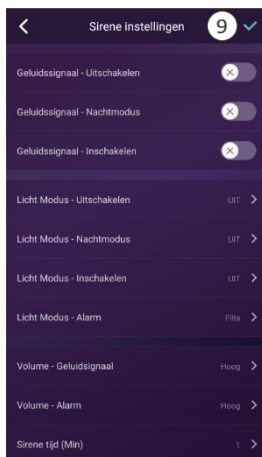 Sirene instellingen 9
Geluidssignaal - Uitschakelen
Geluidssignaal - Nachtmodus
Geluidssignaal - Inschakelen
Licht Modus - Uitschakelen UIT
Licht Modus - Nachtmodus UIT
Licht Modus - Inschakelen UIT
Licht Modus - Alarm Flits
Volume - Geluidsignaal Hoog
Volume - Alarm Hoog
Sirene tijd (Min) 1